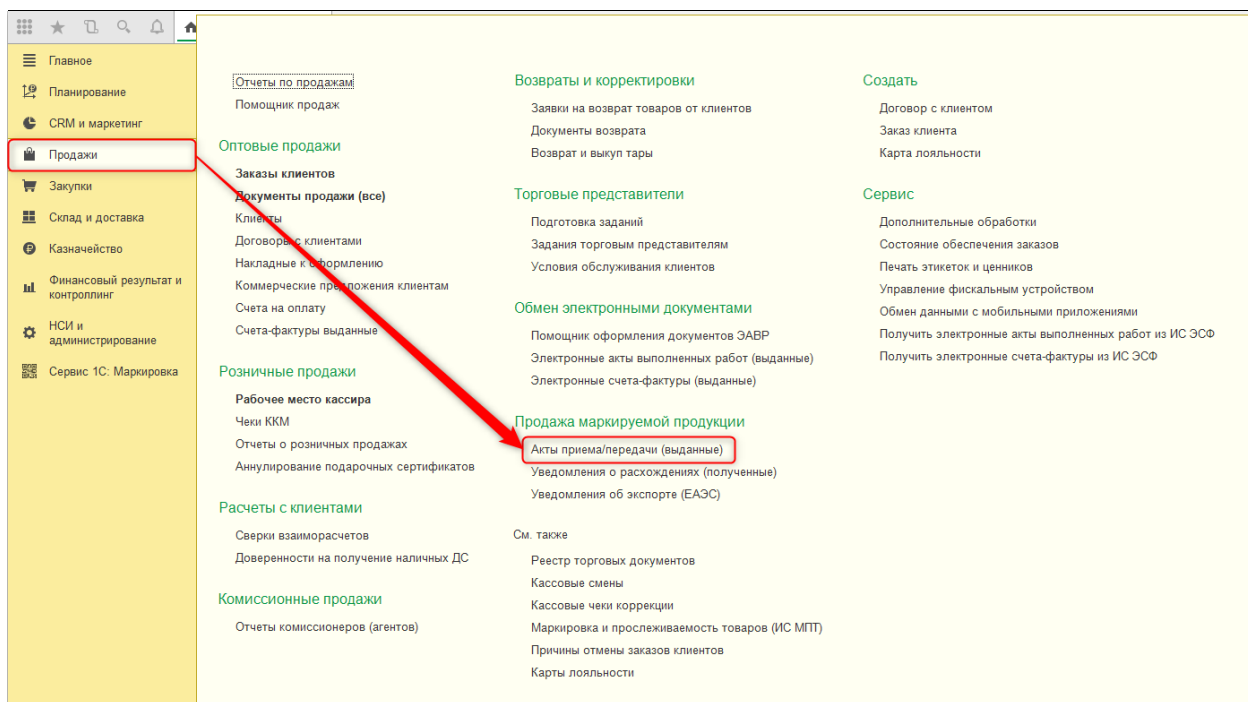 Главное
Планирование
CRM и маркетинг
Продажи
Закупки
Склад и доставка
Казначейство
Финансовый результат и
контроллинг
НСИ и
администрирование
Сервис 1С: Маркировка
Отчеты по продажам
Помощник продаж
Оптовые продажи
Заказы клиентов
Документы продажи (все)
Клиенты
Договоры с клиентами
Накладные к оформлению
Коммерческие предложения клиентам
Счета на оплату
Счета-фактуры выданные
Розничные продажи
Рабочее место кассира
Чеки ККМ
Отчеты о розничных продажах
Аннулирование подарочных сертификатов
Расчеты с клиентами
Сверки взаиморасчетов
Доверенности на получение наличных ДС
Комиссионные продажи
Отчеты комиссионеров (агентов)
Возвраты и корректировки
Заявки на возврат товаров от клиентов
Документы возврата
Возврат и выкуп тары
Торговые представители
Подготовка заданий
Задания торговым представителям
Условия обслуживания клиентов
Обмен электронными документами
Помощник оформления документов ЭАВР
Электронные акты выполненных работ (выданные)
Электронные счета-фактуры (выданные)
Продажа маркируемой продукции
Акты приема/передачи (выданные)
Уведомления о расхождениях (полученные)
Уведомления об экспорте (ЕАЭС)
См. также
Реестр торговых документов
Кассовые смены
Кассовые чеки коррекции
Маркировка и прослеживаемость товаров (ИС МПТ)
Причины отмены заказов клиентов
Карты лояльности
Создать
Договор с клиентом
Заказ клиента
Карта лояльности
Сервис
Дополнительные обработки
Состояние обеспечения заказов
Печать этикеток и ценников
Управление фискальным устройством
Обмен данными с мобильными приложениями
Получить электронные акты выполненных работ из ИС ЭСФ
Получить электронные счета-фактуры из ИС ЭСФ